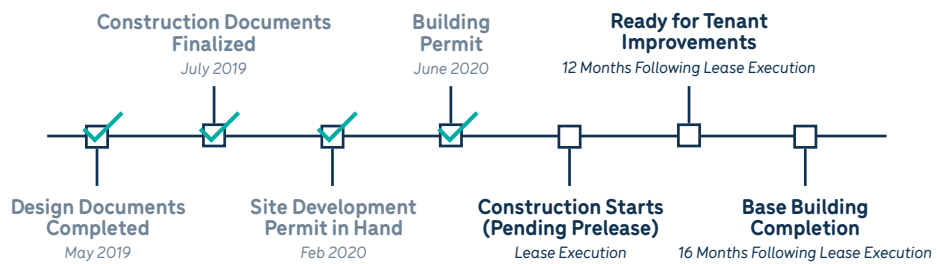 Construction Documents
Finalized
July 2019
Building
Permit
June 2020
Ready for Tenant
Improvements
12 Months Following Lease Execution
Design Documents
Completed
May 2019
Site Development
Permit in Hand
Feb 2020
Construction Starts
(Pending Prelease)
Lease Execution
Base Building
Completion
16 Months Following Lease Execution